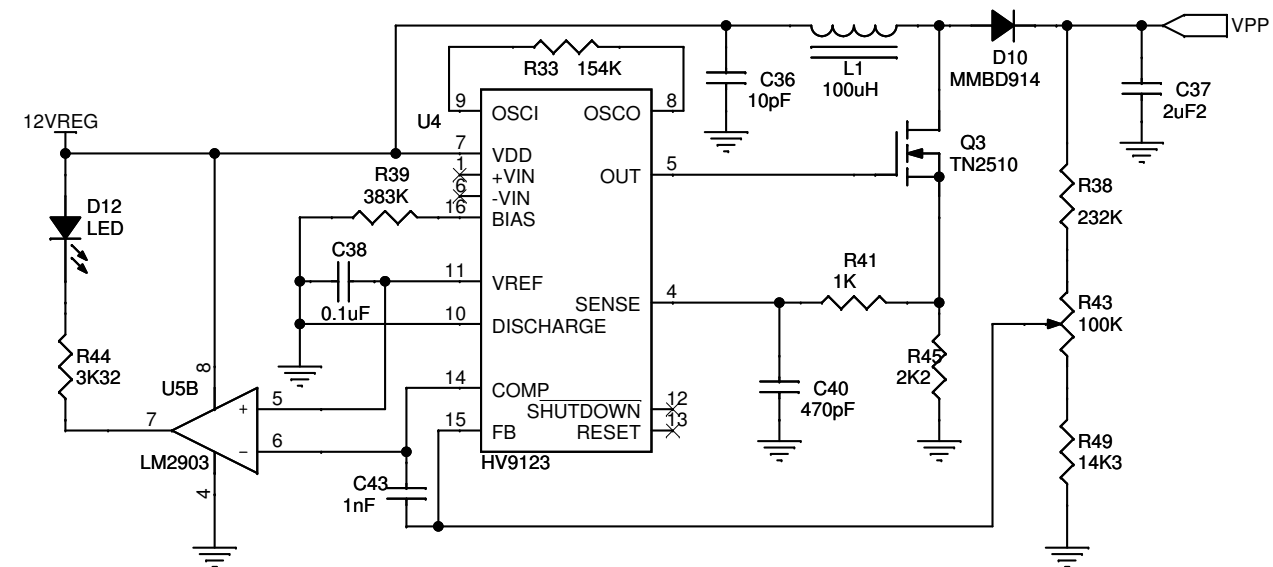 VPP
R33 154K
C36
10pF
L1
100uH
D10
MMBD914
C37
2uF2
12VREG
U4
9 OSCI
OSCO 8
7 VDD
1 +VIN
6 -VIN
16 BIAS
OUT 5
R39
383K
Q3
TN2510
D12
LED
R38
232K
C38
0.1uF
11 VREF
SENSE 4
10 DISCHARGE
R41
1K
R43
100K
R44
3K32
R45
2K2
U5B
8
14 COMP
C40
470pF
SHUTDOWN 12
RESET 13
15 FB
5
+
7
6
-
LM2903
4
C43
1nF
HV9123
R49
14K3